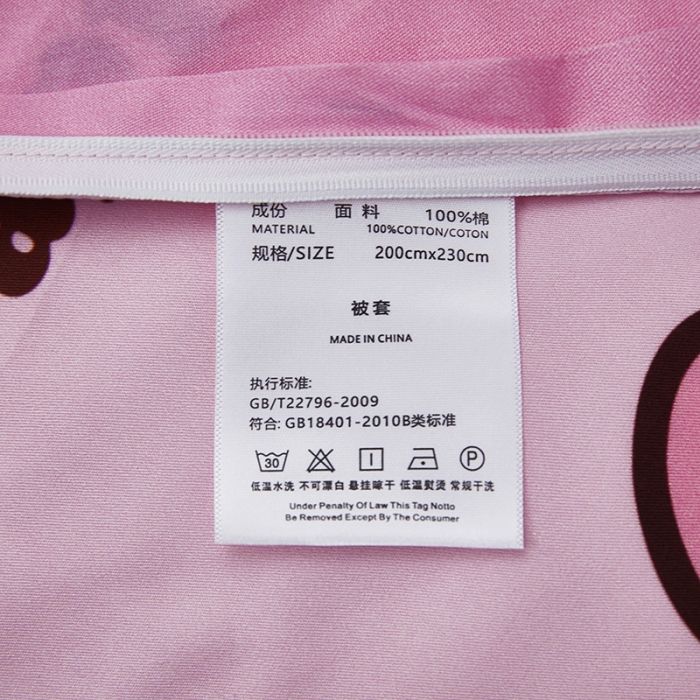 成份 面料 100%棉
MATERIAL 100%COTTON/COTON
规格/SIZE 200cmx230cm
被套
MADE IN CHINA
执行标准:
GB/T22796-2009
符合: GB18401-2010B类标准
30 P
低温水洗 不可漂白 悬挂晾干 低温熨烫 常规干洗
Under Penalty Of Law This Tag Notto
Be Removed Except By The Consumer